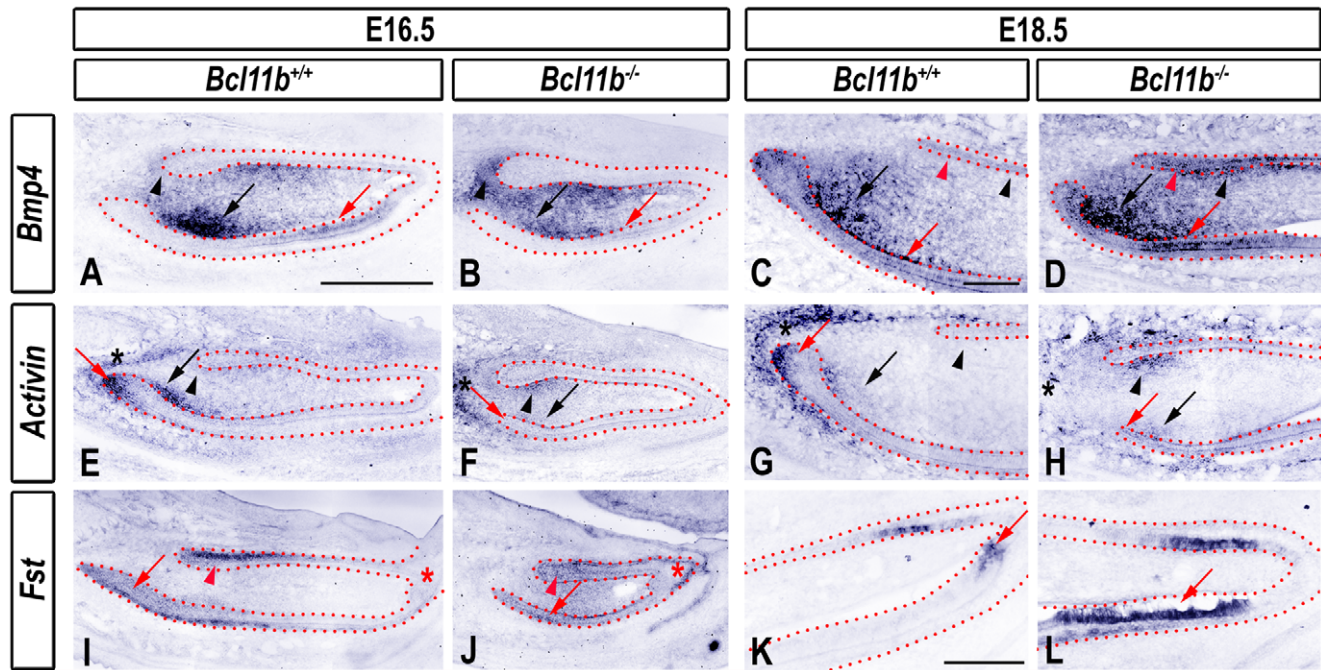 E16.5 E18.5
Bcl11b+/+ Bcl11b-/- Bcl11b+/+ Bcl11b-/-
Bmp4
A B C D
Activin
* * * *
E F G H
Fst
* *
I J K L